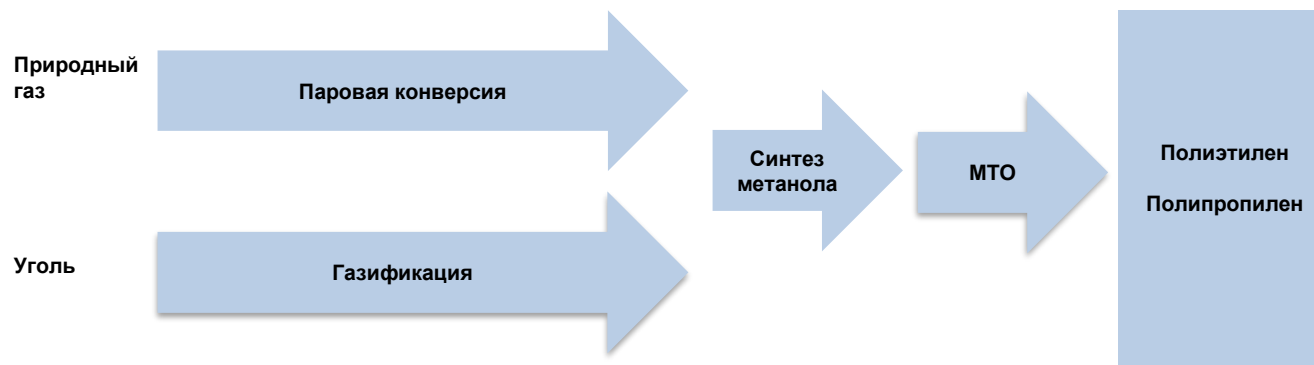 Природный
газ
Паровая конверсия
Уголь
Газификация
Синтез
метанола
МТО
Полиэтилен
Полипропилен